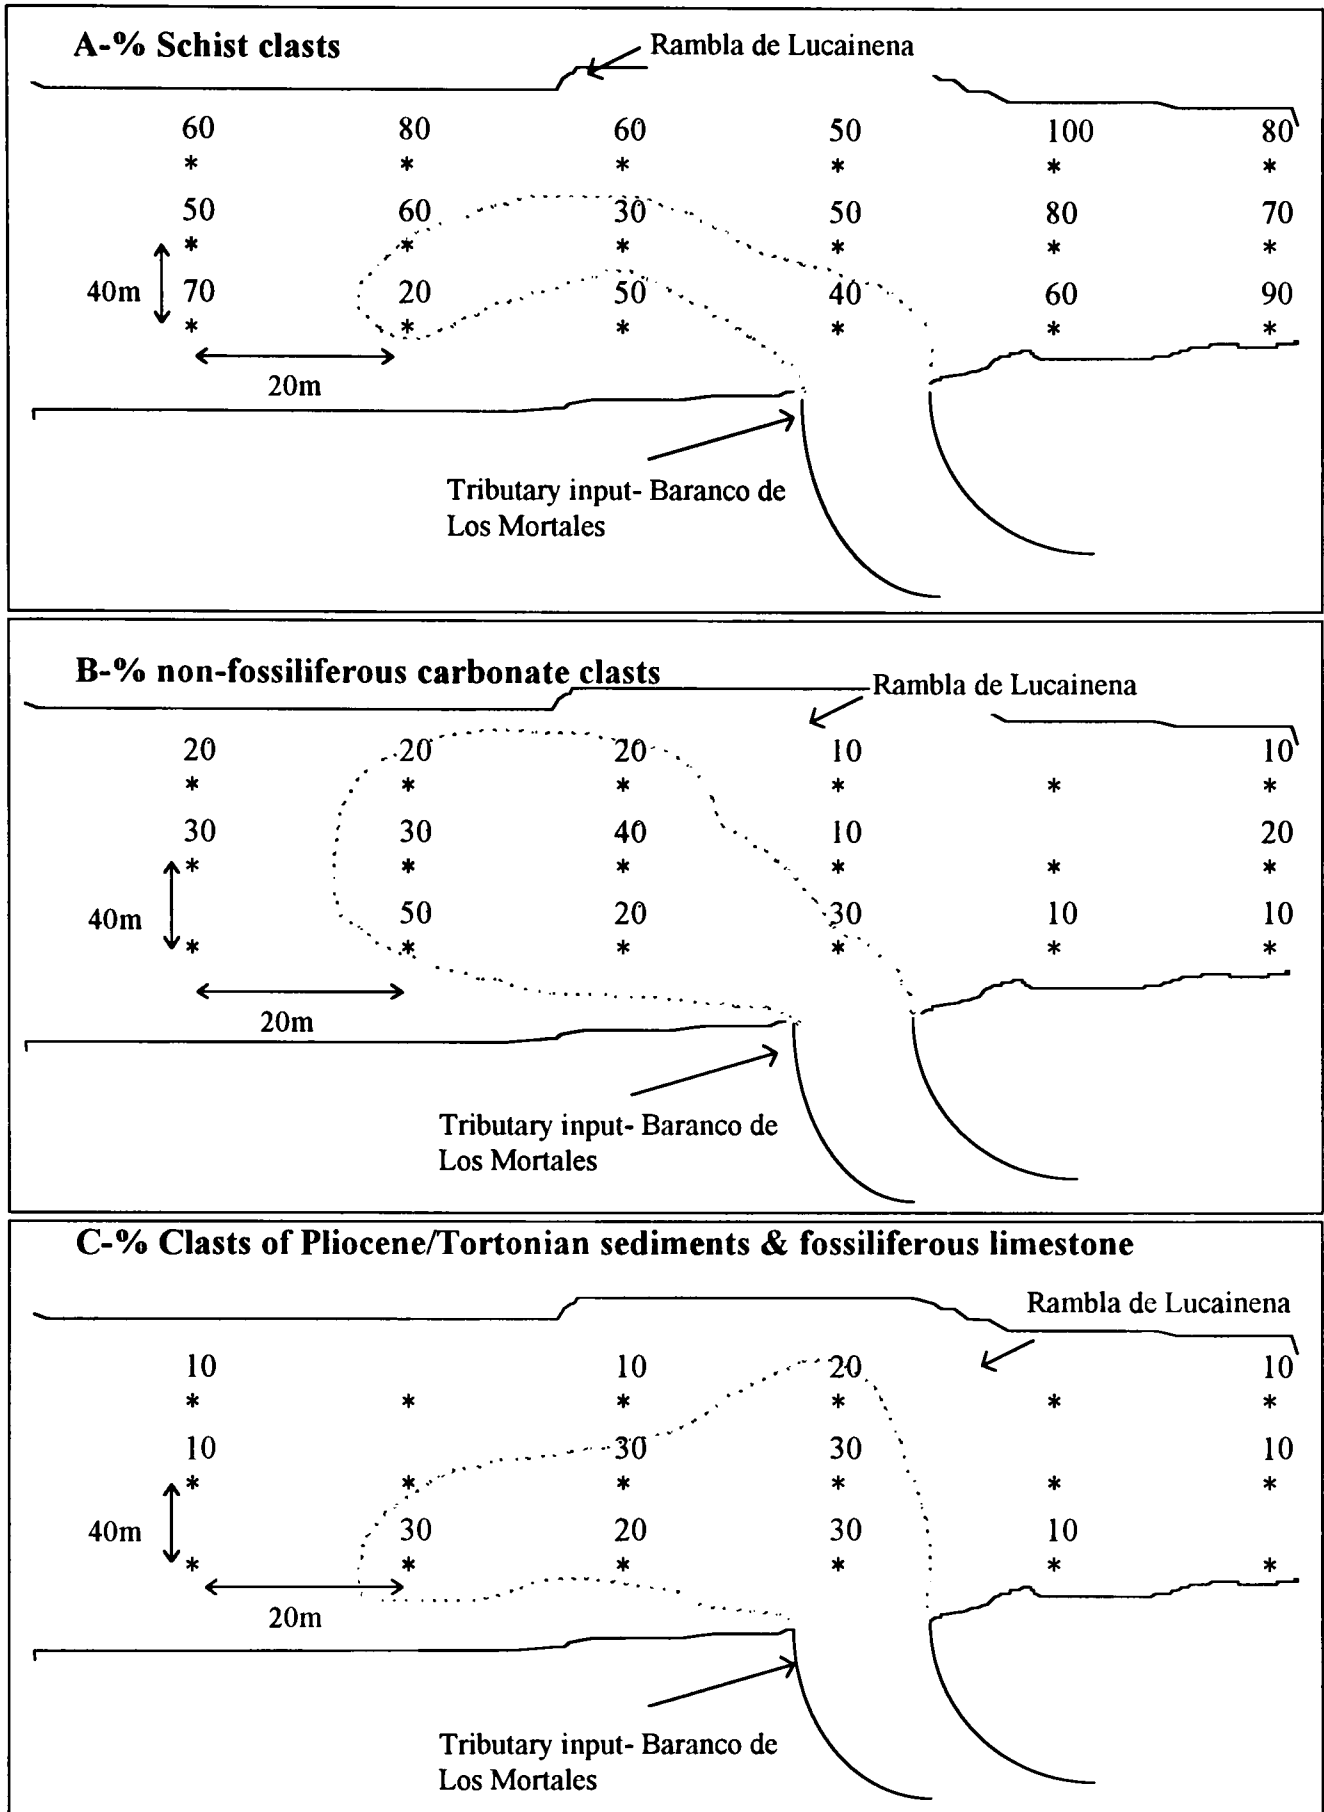 A-% Schist clasts
Rambla de Lucainena
60 80 60 50 100 80
* * * * * *
50 60 30 50 80 70
* * * * * *
40m 70 20 50 40 60 90
* * * * * *
20m
Tributary input- Baranco de
Los Mortales
B-% non-fossiliferous carbonate clasts
Rambla de Lucainena
20 20 20 10 10
* * * * * *
30 30 40 10 20
* * * * * *
40m 50 20 30 10 10
* * * * * *
20m
Tributary input- Baranco de
Los Mortales
C-% Clasts of Pliocene/Tortonian sediments & fossiliferous limestone
Rambla de Lucainena
10 10 20 10
* * * * * *
10 30 30 10
* * * * * *
40m 30 20 30 10
* * * * * *
20m
Tributary input- Baranco de
Los Mortales